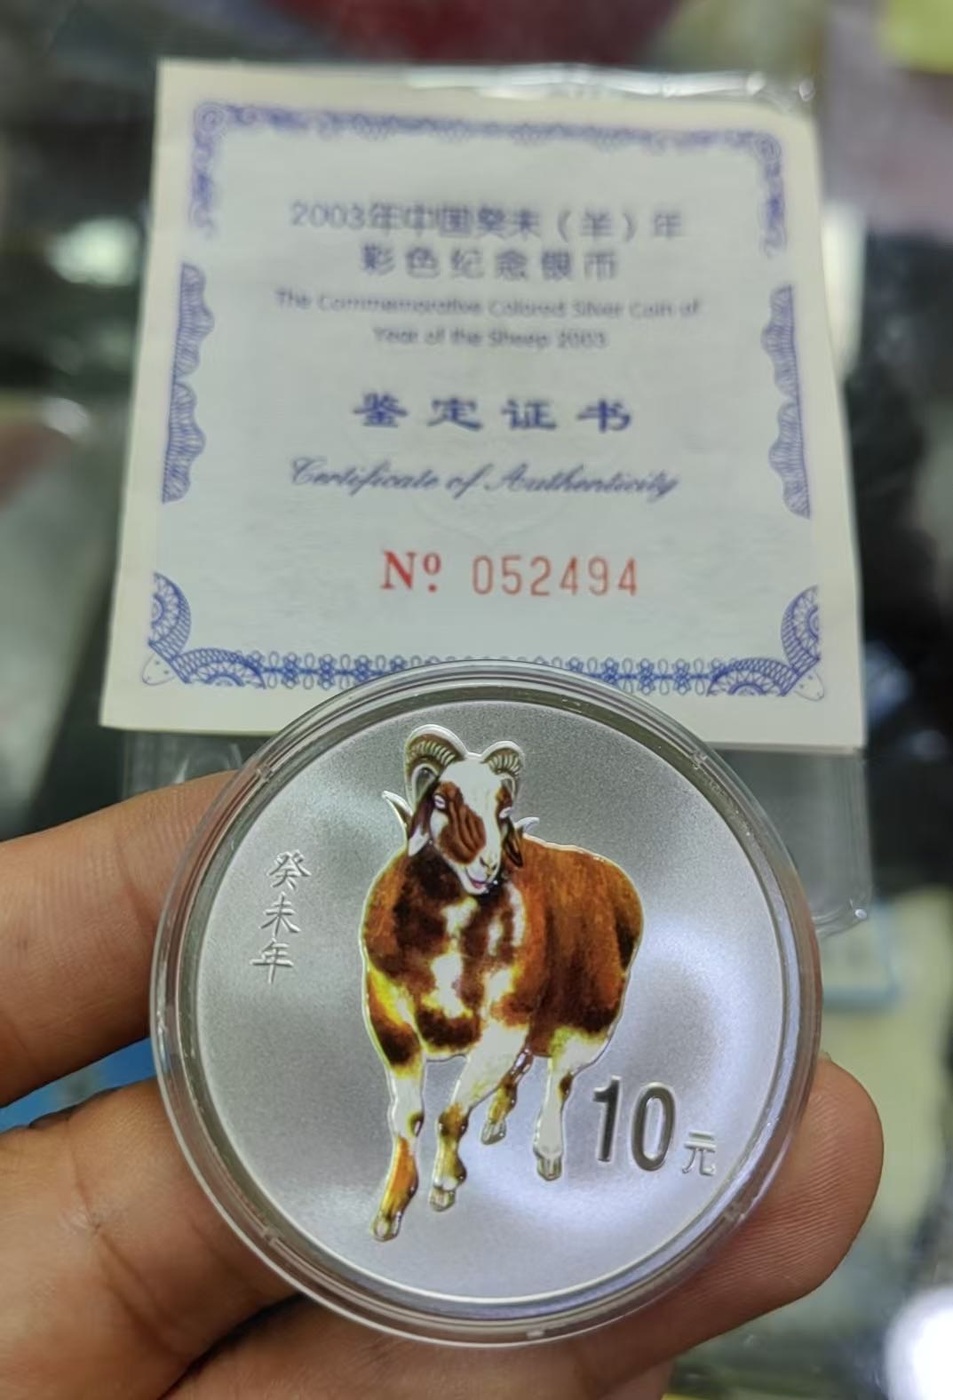 2003年中国癸未（羊）年
彩色纪念银币
The Commemorative Colored Silver Coin of
Year of the Sheep 2003
鉴定证书
Certificate of Authenticity
Nº 052494
癸未年
10元